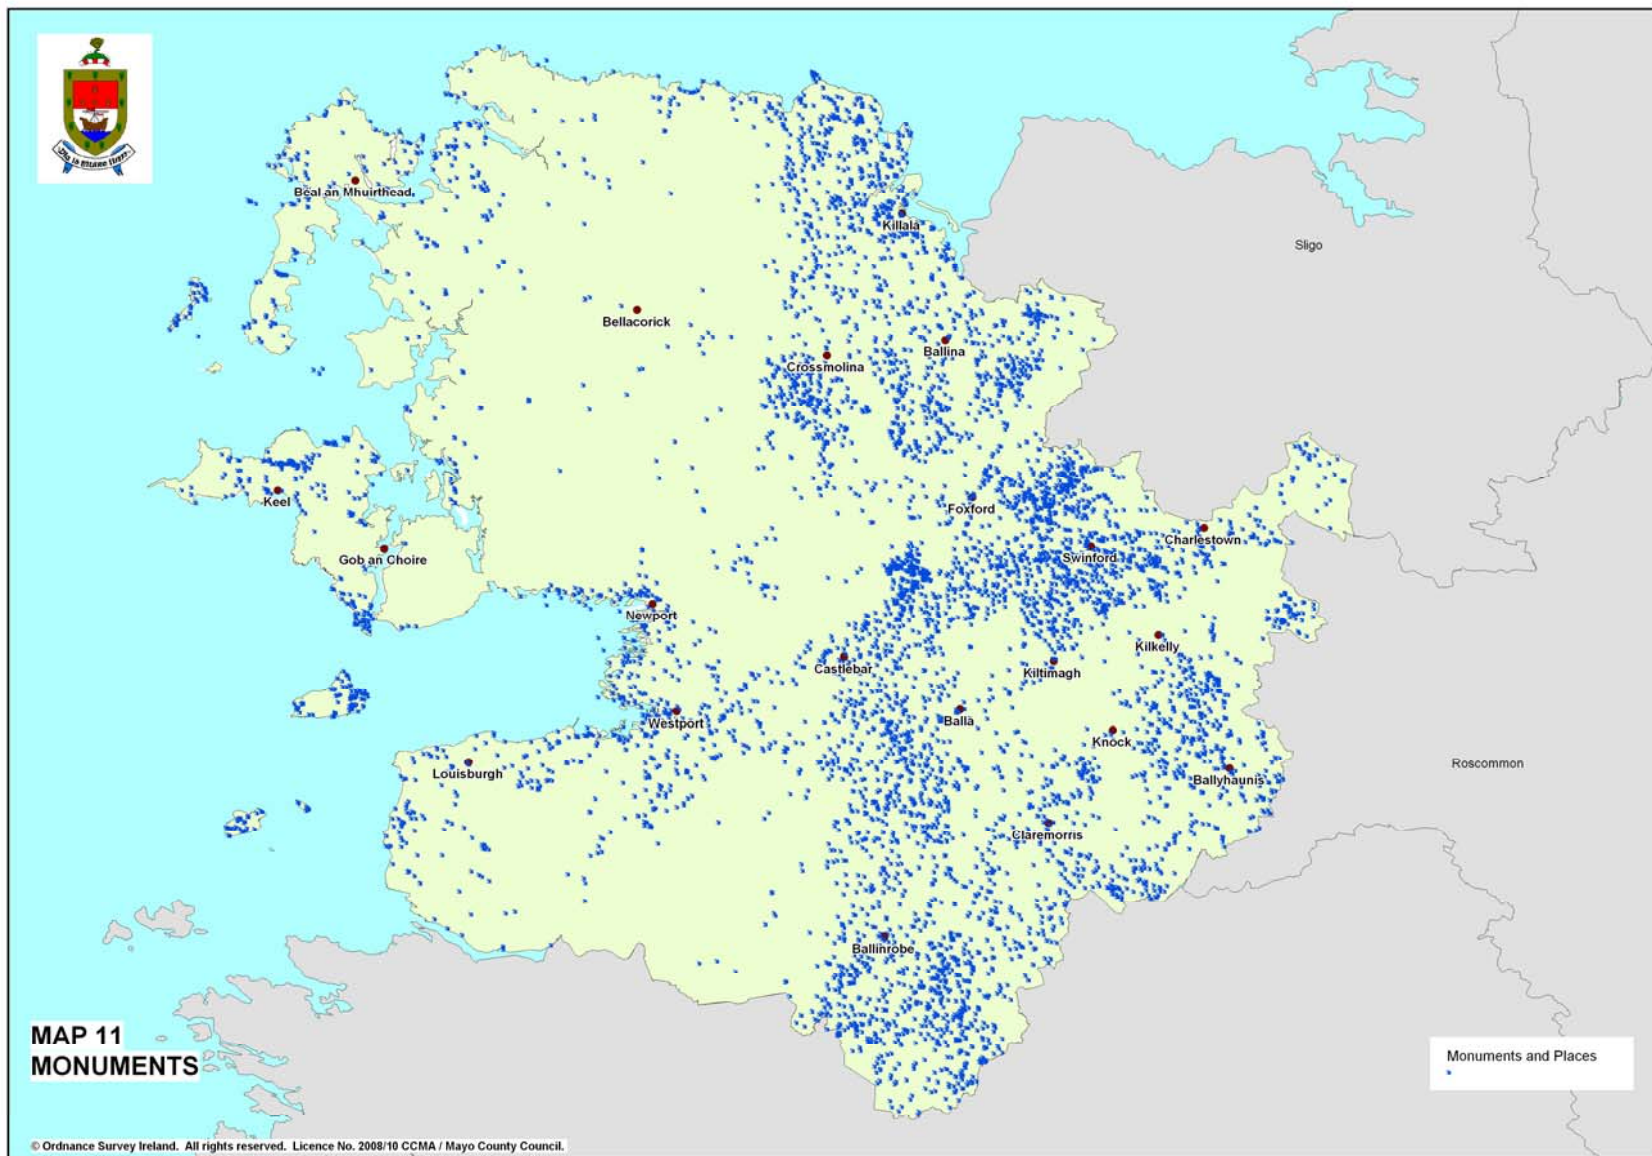 Béal an Mhuirthead
Killala
Sligo
Bellacorick
Ballina
Crossmolina
Keel
Foxford
Charlestown
Swinford
Gob an Choire
Newport
Kilkelly
Castlebar
Kiltimagh
Westport
Balla
Knock
Louisburgh
Ballyhaunis
Roscommon
Claremorris
Ballinrobe
MAP 11
MONUMENTS
Monuments and Places
© Ordnance Survey Ireland. All rights reserved. Licence No. 2008/10 CCMA / Mayo County Council.